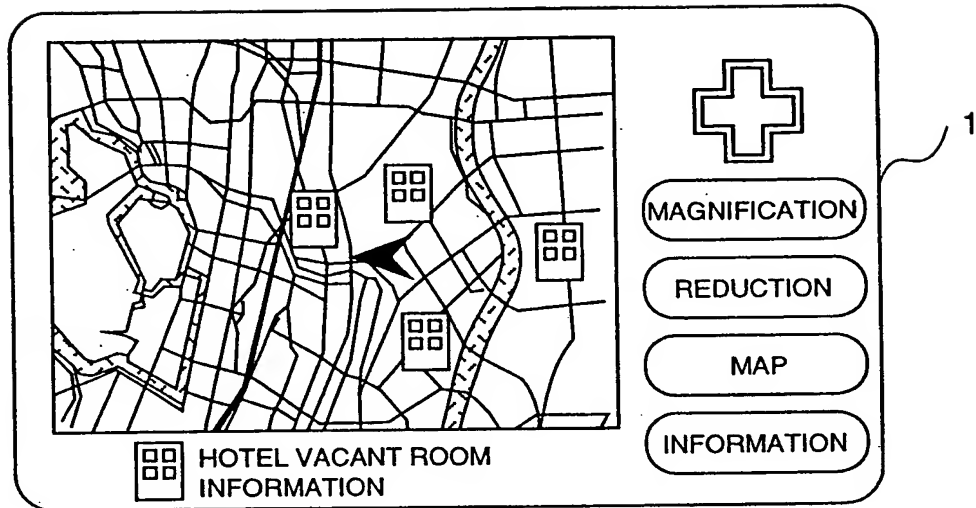 1
MAGNIFICATION
REDUCTION
MAP
INFORMATION
HOTEL VACANT ROOM
INFORMATION